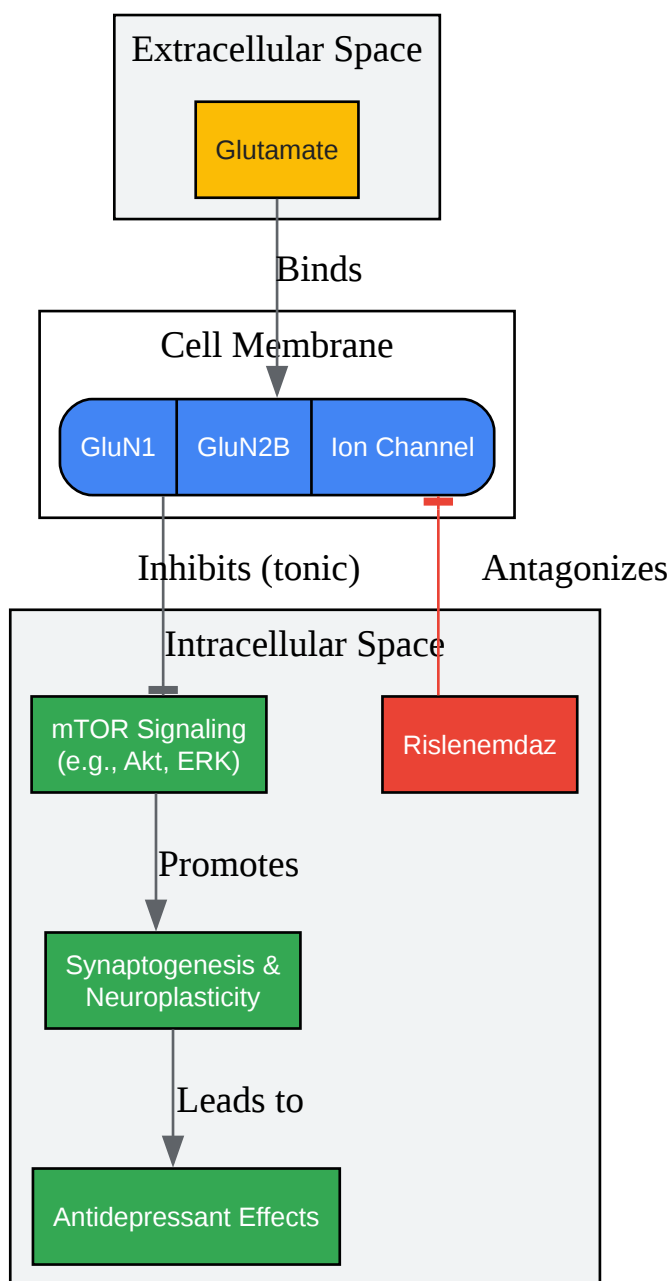 Extracellular Space
Glutamate
Binds
Cell Membrane
GluN1
GluN2B
Ion Channel
Inhibits (tonic)
Antagonizes
Intracellular Space
mTOR Signaling
(e.g., Akt, ERK)
Rislenemdaz
Promotes
Synaptogenesis &
Neuroplasticity
Leads to
Antidepressant Effects